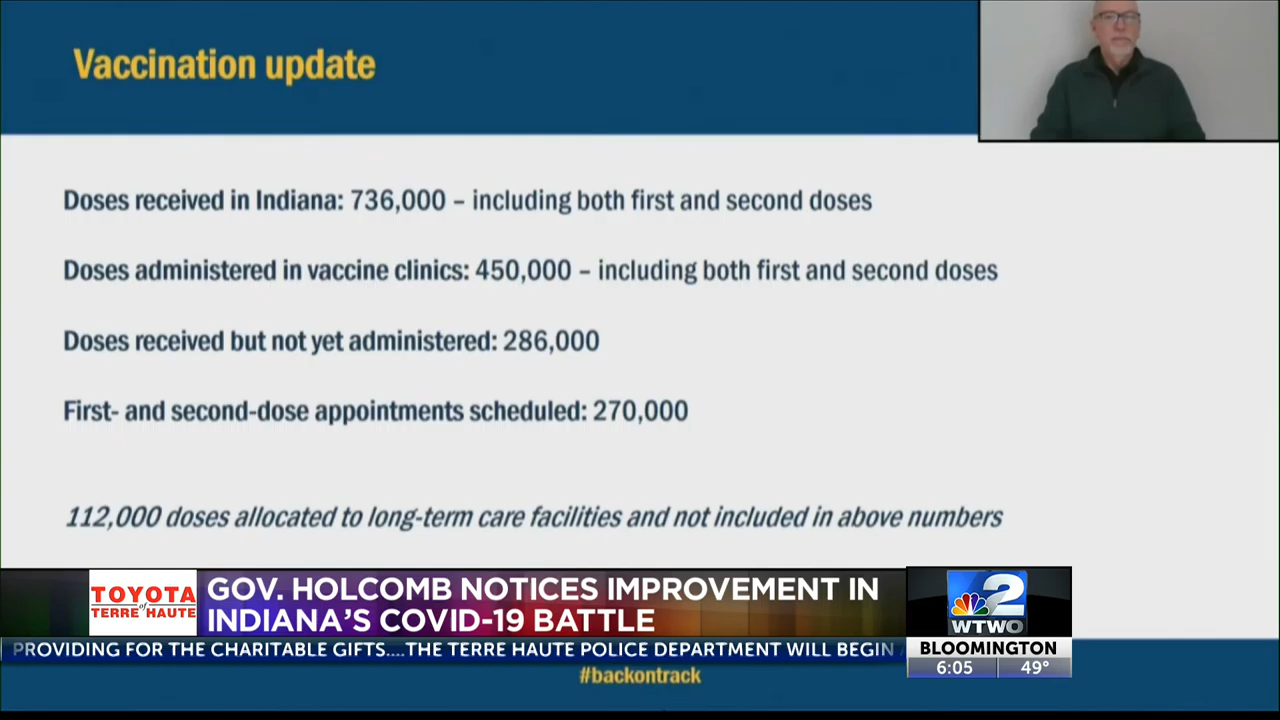 Vaccination update
Doses received in Indiana: 736,000 – including both first and second doses
Doses administered in vaccine clinics: 450,000 – including both first and second doses
Doses received but not yet administered: 286,000
First- and second-dose appointments scheduled: 270,000
112,000 doses allocated to long-term care facilities and not included in above numbers
TOYOTA
of
TERRE HAUTE
GOV. HOLCOMB NOTICES IMPROVEMENT IN
INDIANA'S COVID-19 BATTLE
2
WTWO
BLOOMINGTON
6:05 49°
PROVIDING FOR THE CHARITABLE GIFTS....THE TERRE HAUTE POLICE DEPARTMENT WILL BEGIN
#backontrack